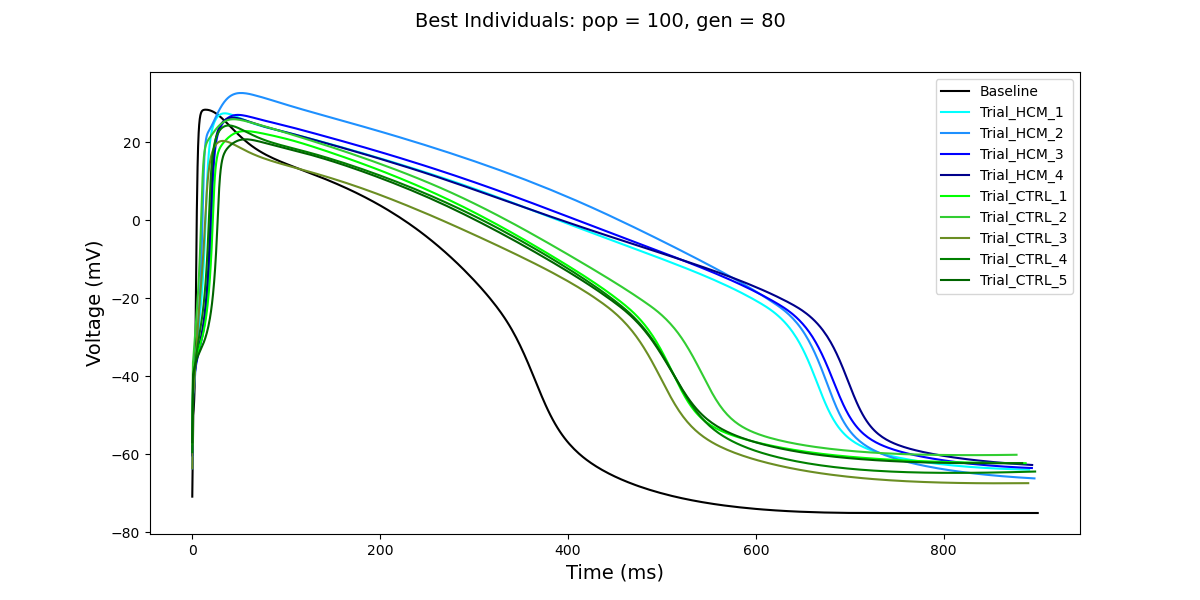 Best Individuals: pop = 100, gen = 80
Baseline
Trial_HCM_1
Trial_HCM_2
Trial_HCM_3
Trial_HCM_4
Trial_CTRL_1
Trial_CTRL_2
Trial_CTRL_3
Trial_CTRL_4
Trial_CTRL_5
Voltage (mV)
20
0
−20
−40
−60
−80
0 200 400 600 800
Time (ms)